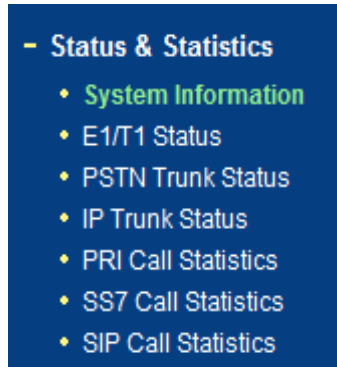 - Status & Statistics
• System Information
• E1/T1 Status
• PSTN Trunk Status
• IP Trunk Status
• PRI Call Statistics
• SS7 Call Statistics
• SIP Call Statistics